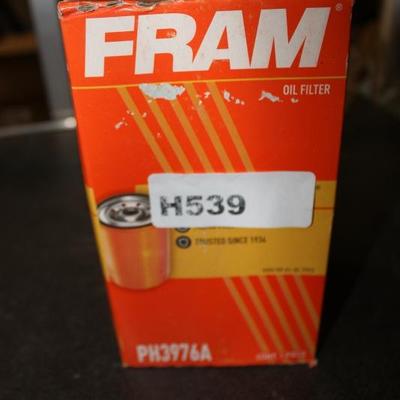 FRAM®
OIL FILTER
H539
TRUSTED SINCE 1934
PH3976A